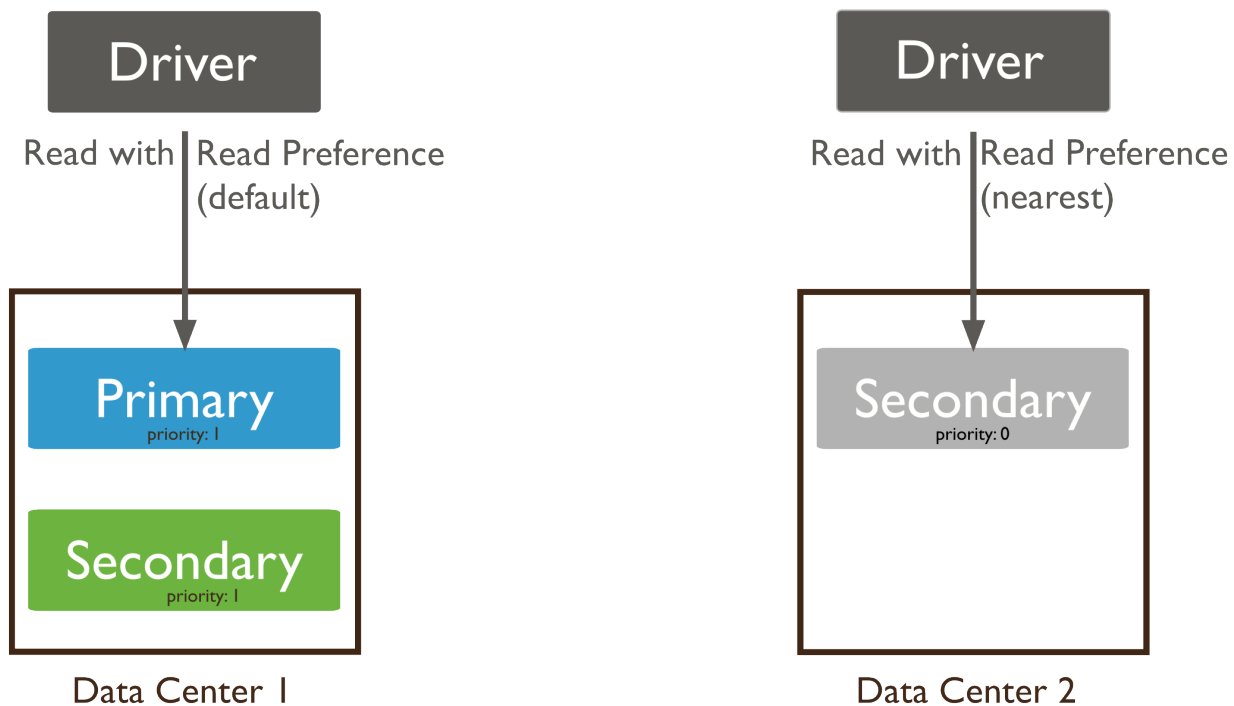 Driver
Read with Read Preference
(default)
Primary
priority: 1
Secondary
priority: 1
Data Center 1
Driver
Read with Read Preference
(nearest)
Secondary
priority: 0
Data Center 2